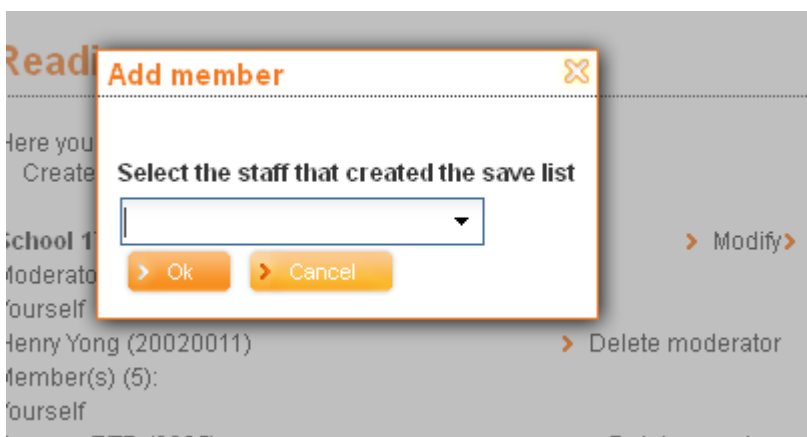 Readi
Add member
Here you
Create
Select the staff that created the save list
School 1
Modify
Moderato
Ok
Cancel
Yourself
Henry Yong (20020011)
Delete moderator
Member(s) (5):
Yourself